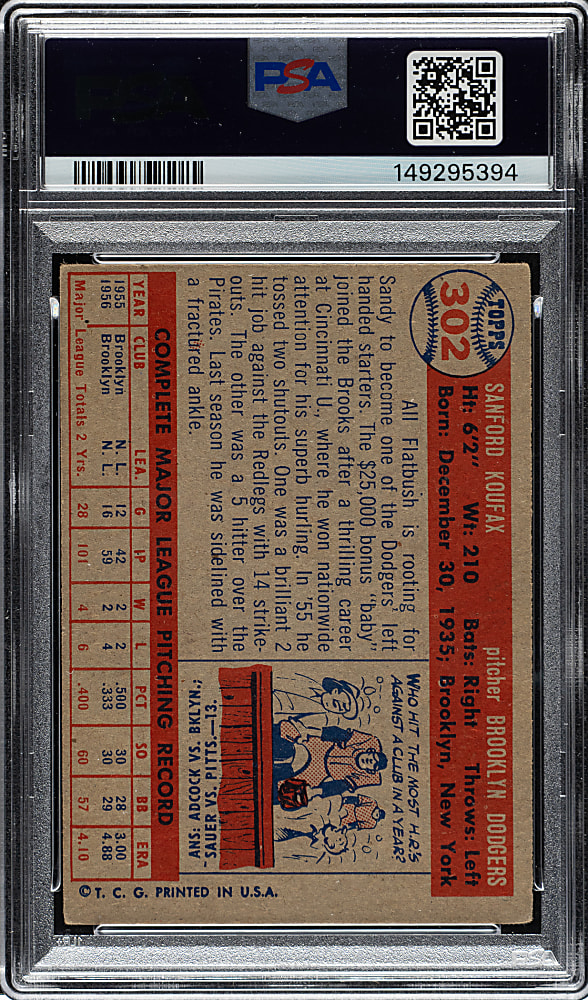 PSA
149295394
TOPPS
302
SANFORD KOUFAX pitcher BROOKLYN DODGERS
Ht: 6'2" Wt: 210 Bats: Right Throws: Left
Born: December 30, 1935; Brooklyn, New York
All Flatbush is rooting for
Sandy to become one of the Dodgers' left
handed starters. The $25,000 bonus "baby"
joined the Brooks after a thrilling career
at Cincinnati U., where he won nationwide
attention for his superb hurling. In '55 he
tossed two shutouts. One was a brilliant 2
hit job against the Redlegs with 14 strike-
outs. The other was a 5 hitter over the
Pirates. Last season he was sidelined with
a fractured ankle.
WHO HIT THE MOST H.R'S
AGAINST A CLUB IN A YEAR?
ANS: ADCOCK VS. BKLYN;
SAUER VS. PITTS.—13.
COMPLETE MAJOR LEAGUE PITCHING RECORD
YEAR CLUB LEA. G IP W L PCT SO BB ERA
1955 Brooklyn N. L. 12 42 2 2 .500 30 28 3.00
1956 Brooklyn N. L. 16 59 2 4 .333 30 29 4.88
Major League Totals 2 Yrs. 28 101 4 6 .400 60 57 4.10
© T. C. G. PRINTED IN U.S.A.